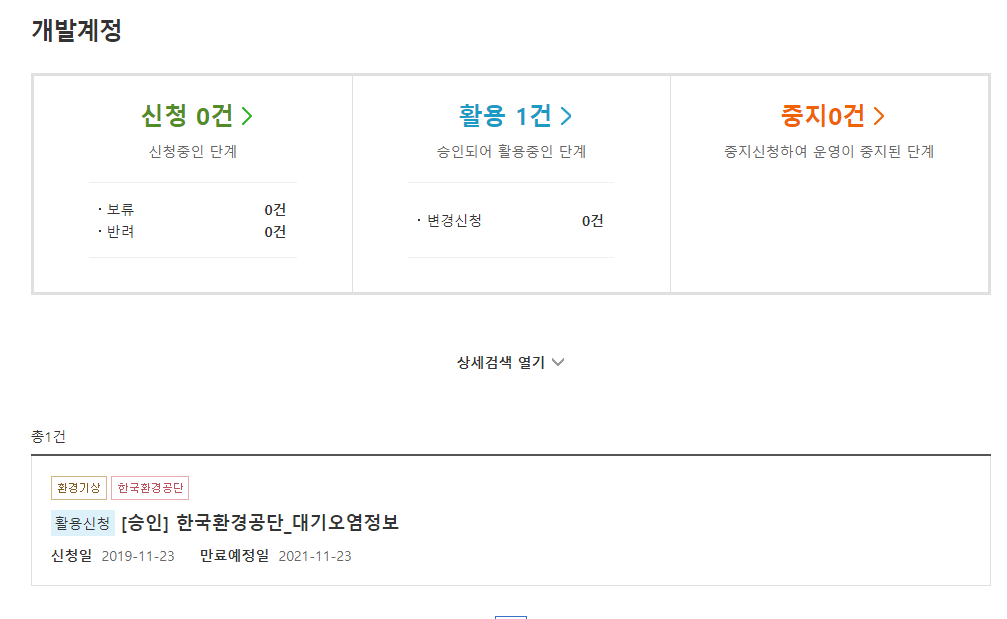 개발계정
신청 0건
신청중인 단계
· 보류 0건
· 반려 0건
활용 1건
승인되어 활용중인 단계
· 변경신청 0건
중지0건
중지신청하여 운영이 중지된 단계
상세검색 열기
총1건
환경기상 한국환경공단
활용신청 [승인] 한국환경공단_대기오염정보
신청일 2019-11-23 만료예정일 2021-11-23